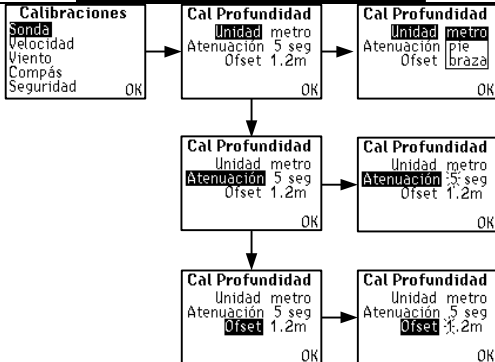 Calibraciones
Sonda
Velocidad
Viento
Compás
Seguridad OK
Cal Profundidad
Unidad metro
Atenuación 5 seg
Ofset 1.2m
OK
Cal Profundidad
Unidad metro
Atenuación pie
Ofset braza
OK
Cal Profundidad
Unidad metro
Atenuación 5 seg
Ofset 1.2m
OK
Cal Profundidad
Unidad metro
Atenuación 5 seg
Ofset 1.2m
OK
Cal Profundidad
Unidad metro
Atenuación 5 seg
Ofset 1.2m
OK
Cal Profundidad
Unidad metro
Atenuación 5 seg
Ofset 1.2m
OK